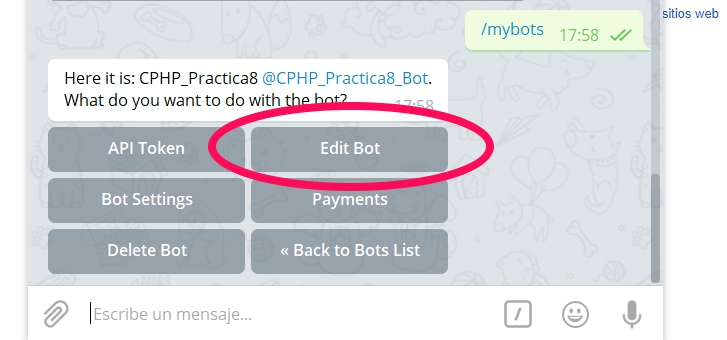 /mybots 17:58
sitios web
Here it is: CPHP_Practica8 @CPHP_Practica8_Bot.
What do you want to do with the bot? 17:58
API Token Edit Bot
Bot Settings Payments
Delete Bot « Back to Bots List
Escribe un mensaje... /